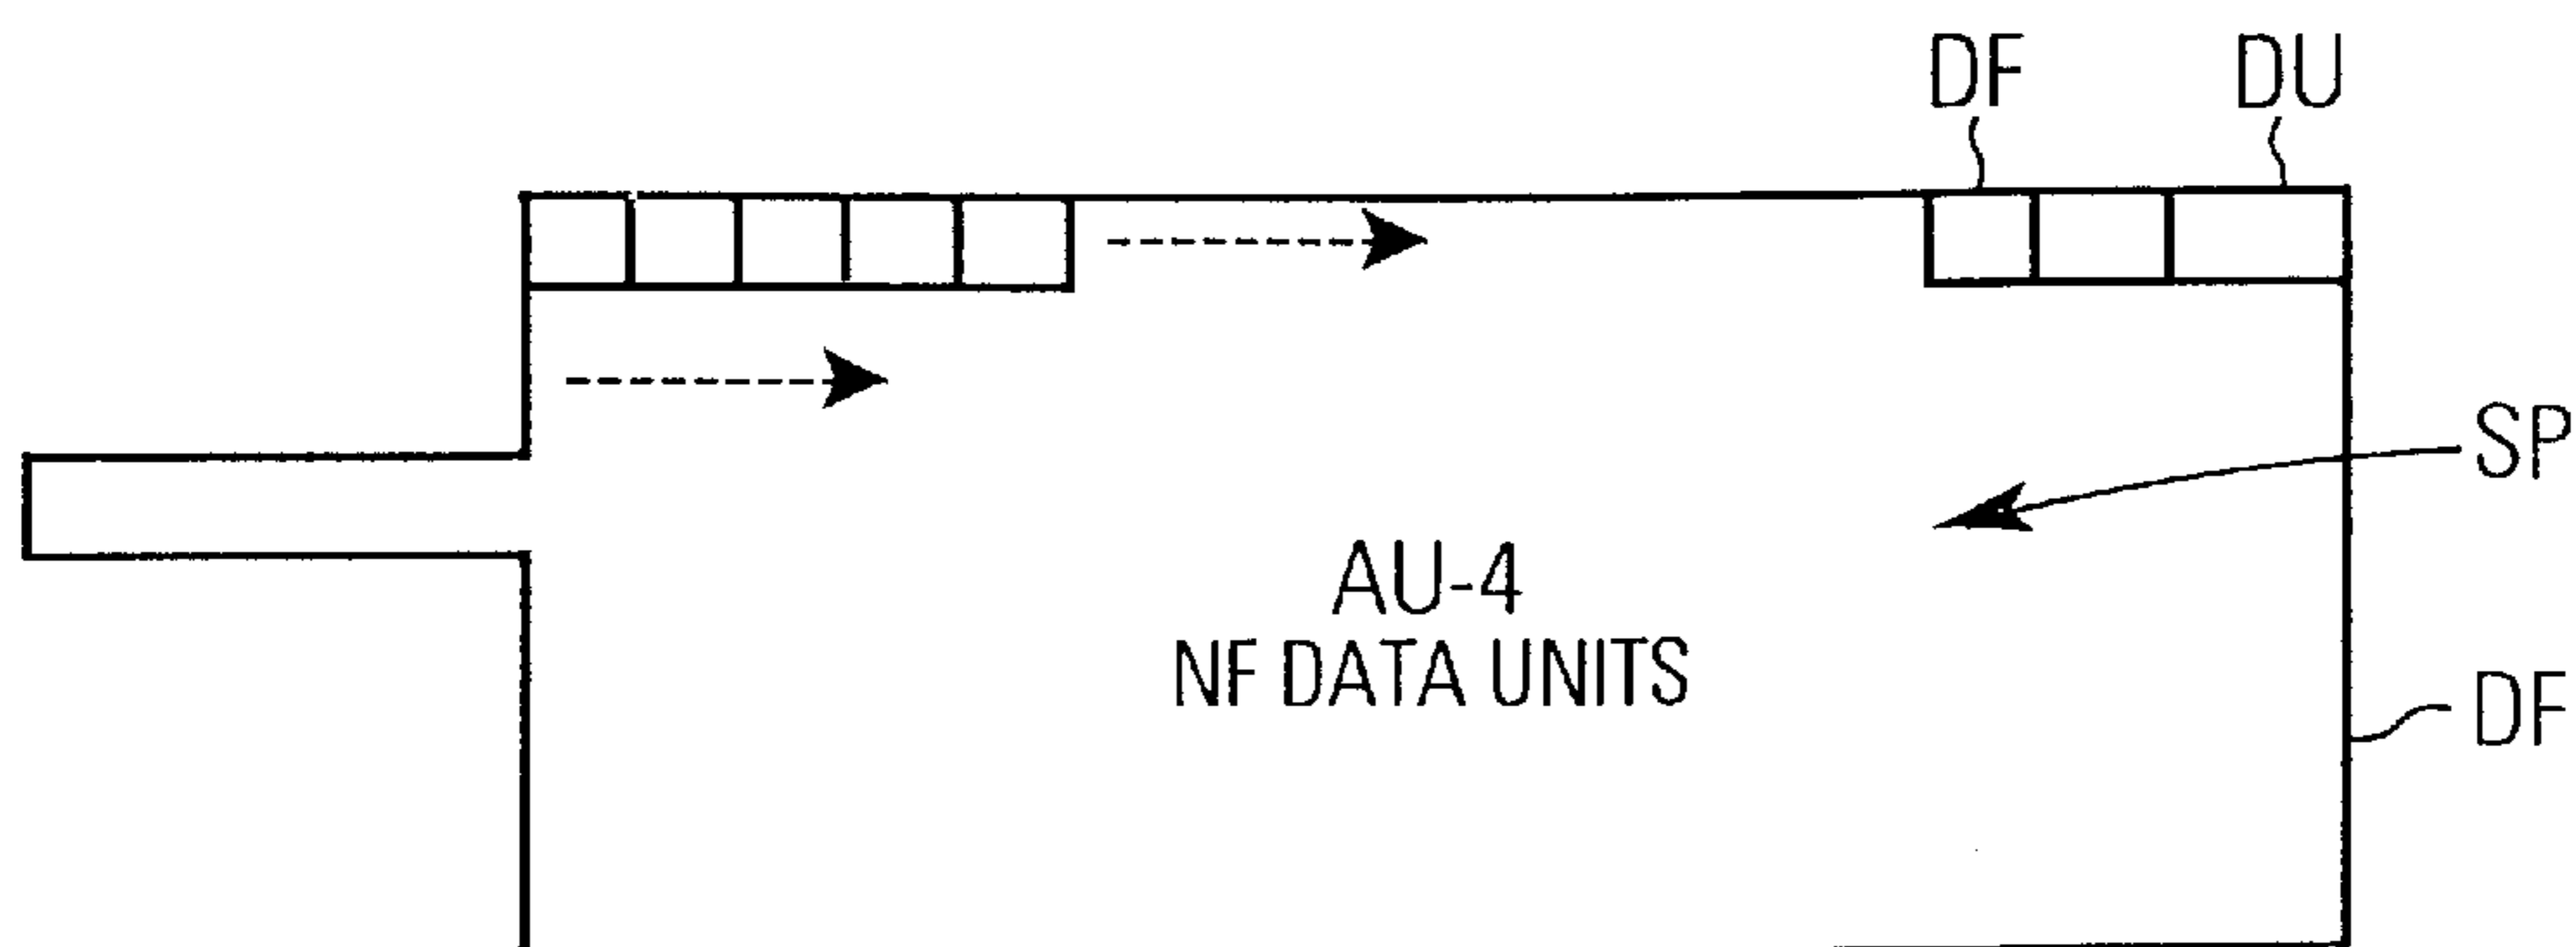 DF DU
SP
AU-4
NF DATA UNITS
DF